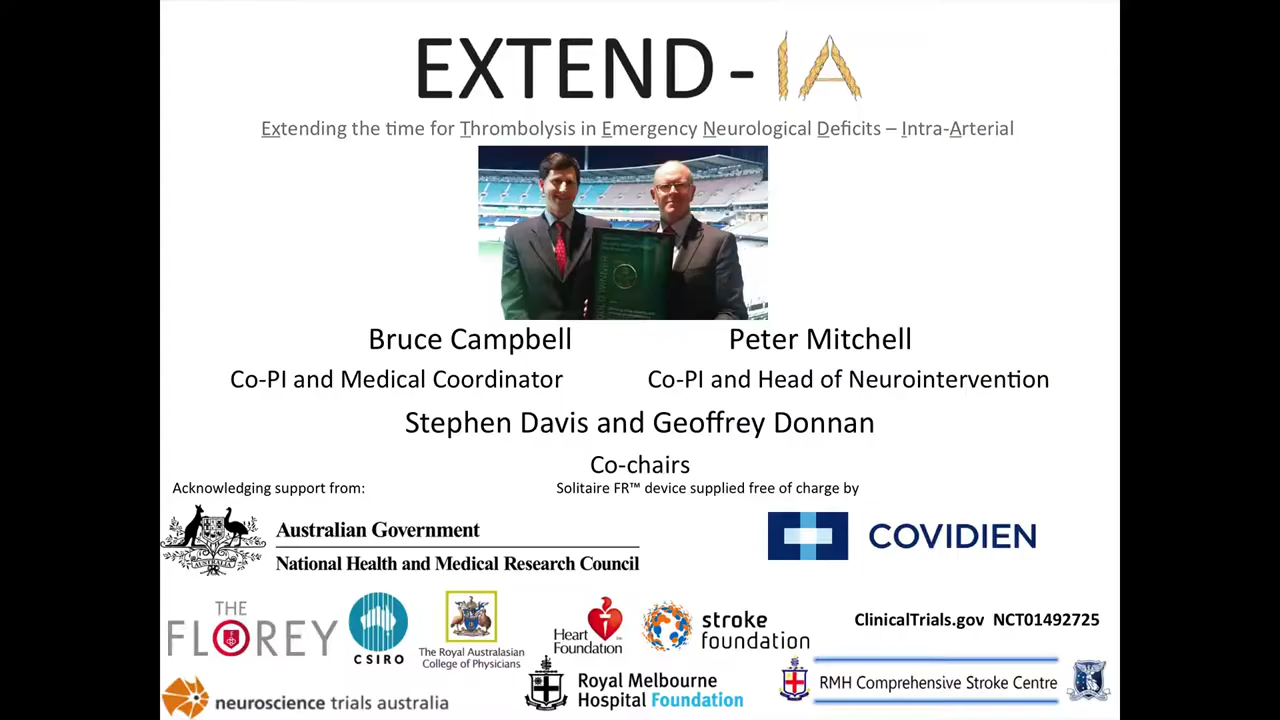 EXTEND-IA
Extending the time for Thrombolysis in Emergency Neurological Deficits – Intra-Arterial
Bruce Campbell
Peter Mitchell
Co-PI and Medical Coordinator
Co-PI and Head of Neurointervention
Stephen Davis and Geoffrey Donnan
Co-chairs
Acknowledging support from:
Solitaire FR™ device supplied free of charge by
Australian Government
National Health and Medical Research Council
COVIDIEN
THE
FLOREY
CSIRO
The Royal Australasian
College of Physicians
Heart
Foundation
stroke
foundation
ClinicalTrials.gov NCT01492725
neuroscience trials australia
Royal Melbourne
Hospital Foundation
RMH Comprehensive Stroke Centre